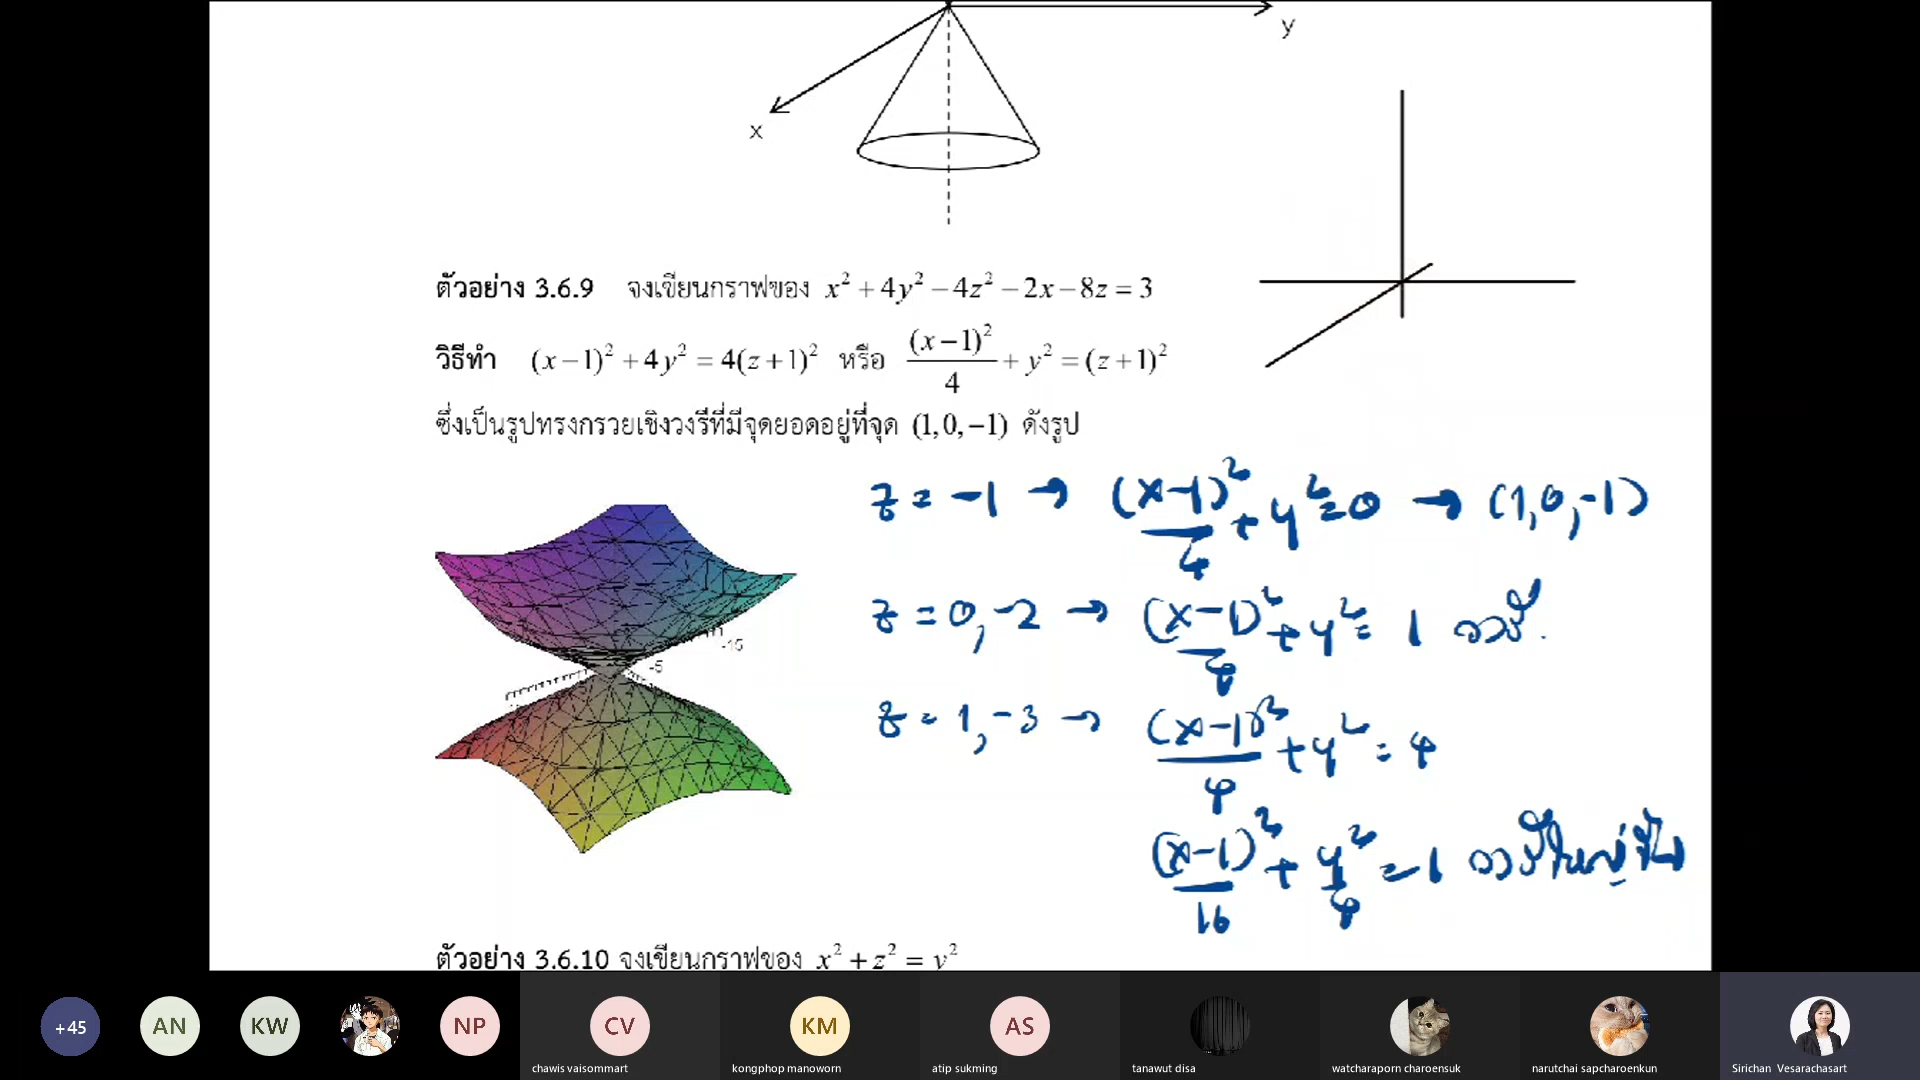 y
x
ตัวอย่าง 3.6.9 จงเขียนกราฟของ x² + 4y² − 4z² − 2x − 8z = 3
วิธีทำ (x−1)² + 4y² = 4(z+1)² หรือ (x−1)²/4 + y² = (z+1)²
ซึ่งเป็นรูปทรงกรวยเชิงวงรีที่มีจุดยอดอยู่ที่จุด (1,0,−1) ดังรูป
z = −1 → (x−1)²/4 + y² = 0 → (1,0,−1)
z = 0, −2 → (x−1)²/4 + y² = 1 วงรี
-15
-5
z = 1, −3 → (x−1)²/4 + y² = 4
(x−1)²/16 + y²/4 = 1 วงรีใหญ่ขึ้น
ตัวอย่าง 3.6.10 จงเขียนกราฟของ x² + z² = y²
+45
AN
KW
NP
CV
KM
AS
chawis vaisommart
kongphop manoworn
atip sukming
tanawut disa
watcharaporn charoensuk
narutchai sapcharoenkun
Sirichan Vesarachasart